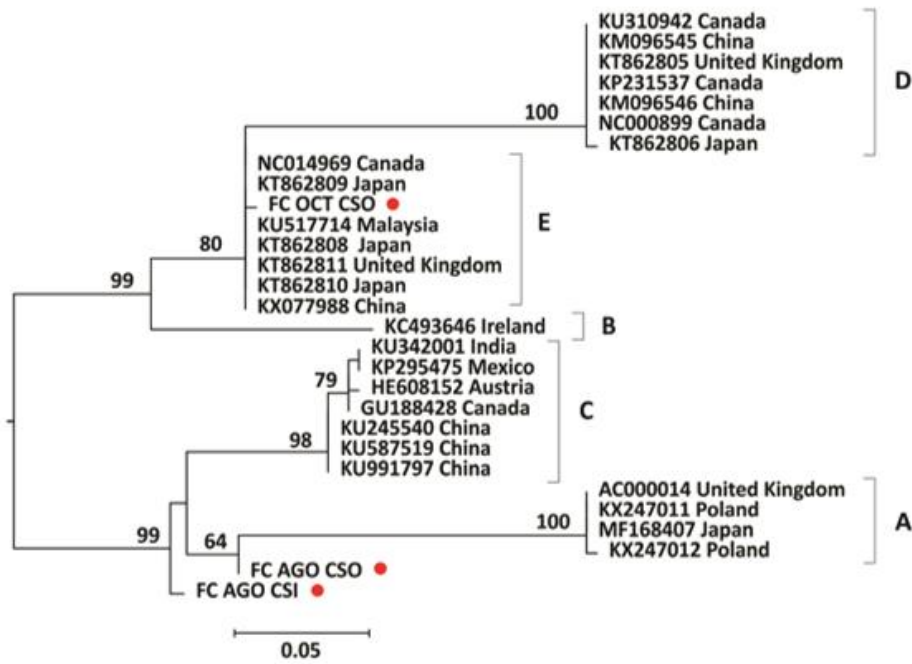 KU310942 Canada
KM096545 China
KT862805 United Kingdom
KP231537 Canada
KM096546 China
NC000899 Canada
KT862806 Japan
D
100
NC014969 Canada
KT862809 Japan
FC OCT CSO
KU517714 Malaysia
KT862808 Japan
KT862811 United Kingdom
KT862810 Japan
KX077988 China
E
80
99
KC493646 Ireland
B
KU342001 India
KP295475 Mexico
HE608152 Austria
GU188428 Canada
KU245540 China
KU587519 China
KU991797 China
C
79
98
AC000014 United Kingdom
KX247011 Poland
MF168407 Japan
KX247012 Poland
A
100
99
64
FC AGO CSO
FC AGO CSI
0.05